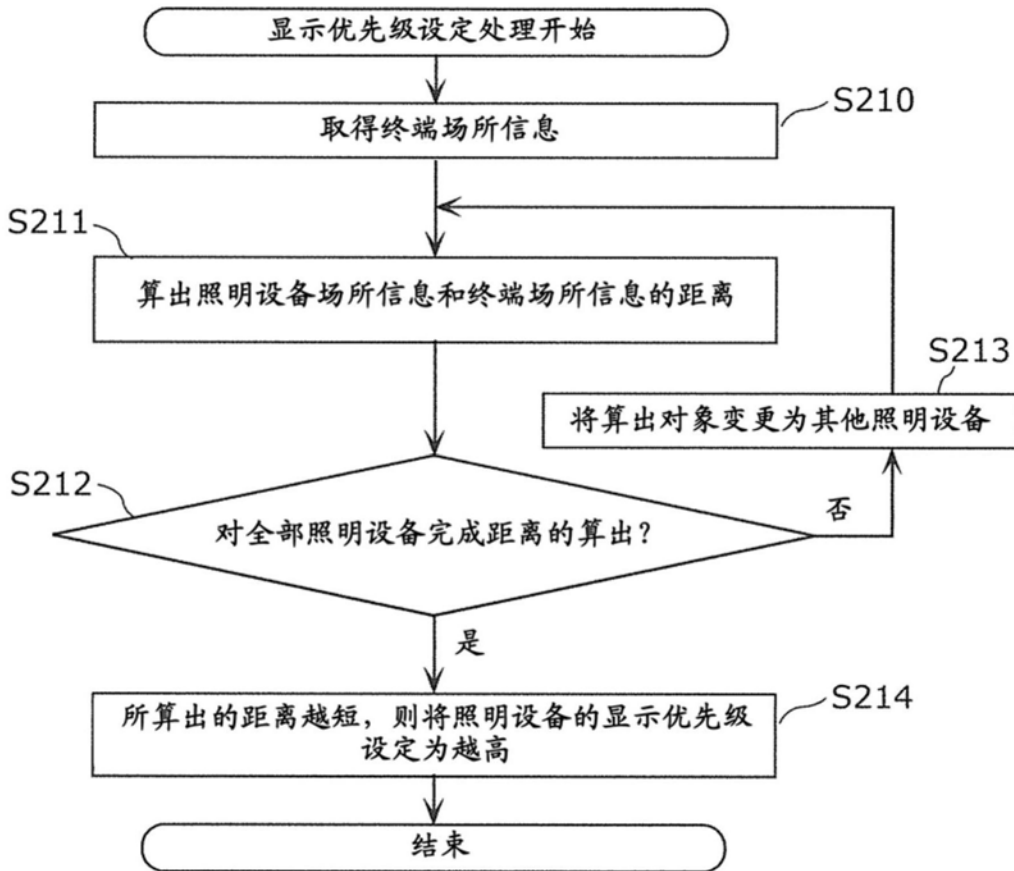 显示优先级设定处理开始
S210
取得终端场所信息
S211
算出照明设备场所信息和终端场所信息的距离
S213
将算出对象变更为其他照明设备
S212
对全部照明设备完成距离的算出？
否
是
S214
所算出的距离越短，则将照明设备的显示优先级
设定为越高
结束